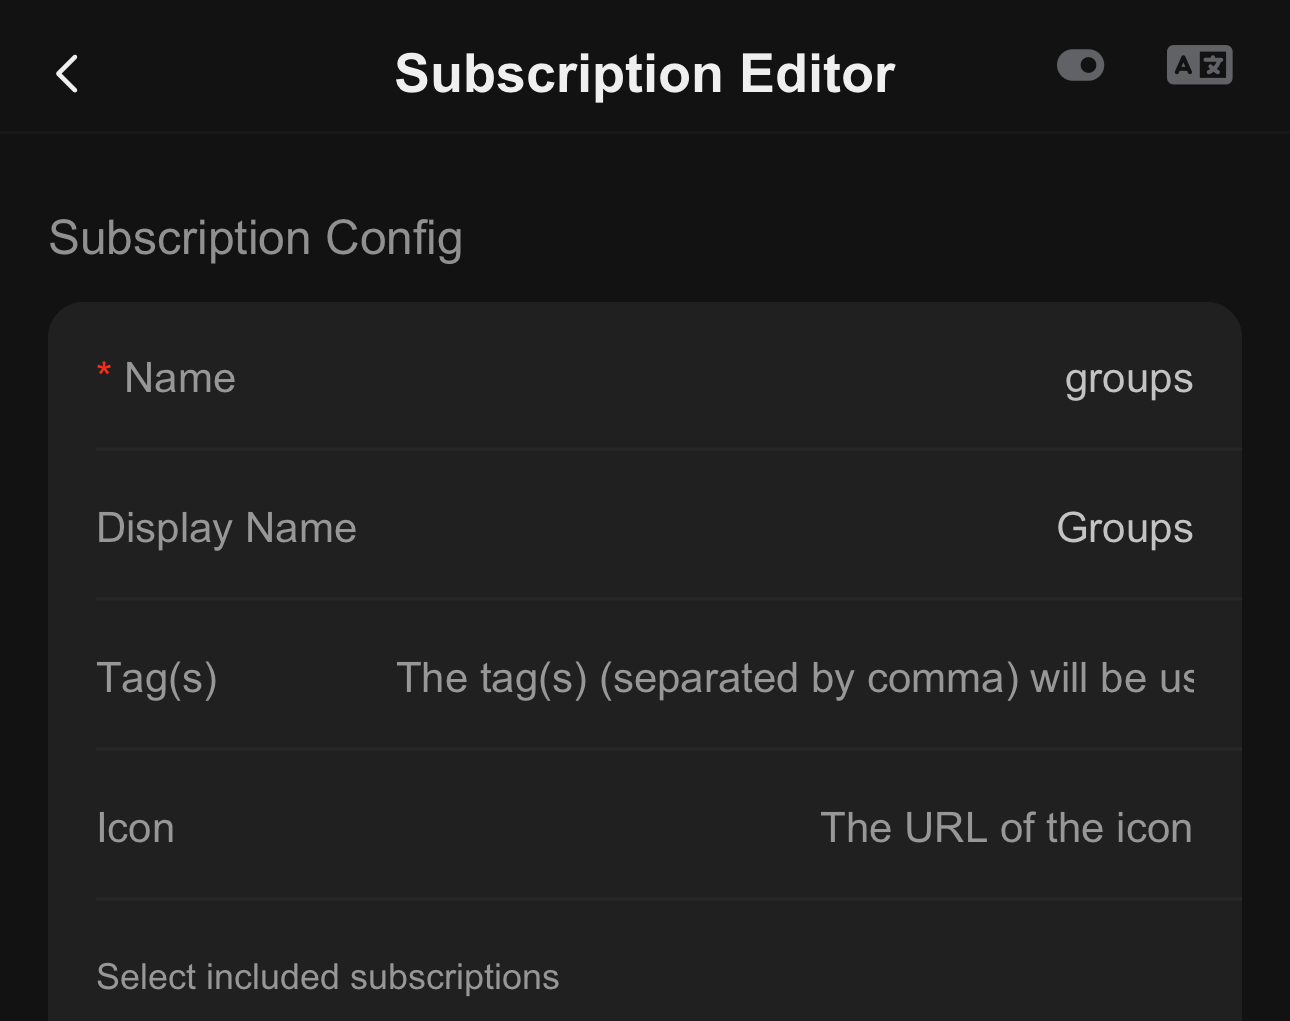 Subscription Editor
A 文
Subscription Config
* Name
groups
Display Name
Groups
Tag(s)
The tag(s) (separated by comma) will be
Icon
The URL of the icon
Select included subscriptions